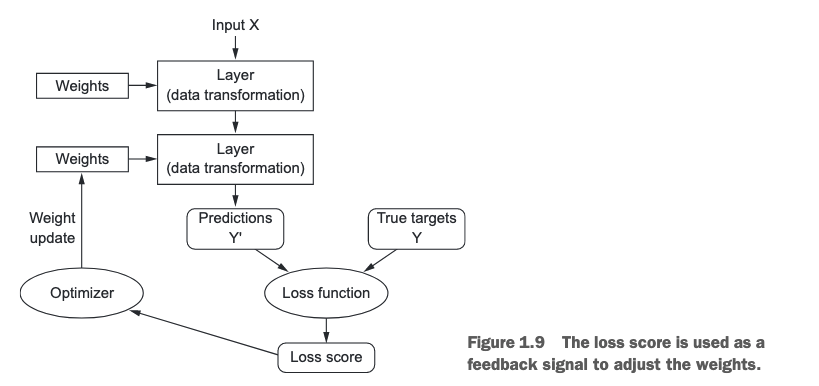 Input X
Weights
Layer
(data transformation)
Weights
Layer
(data transformation)
Weight
update
Predictions
Y'
True targets
Y
Optimizer
Loss function
Loss score
Figure 1.9 The loss score is used as a
feedback signal to adjust the weights.